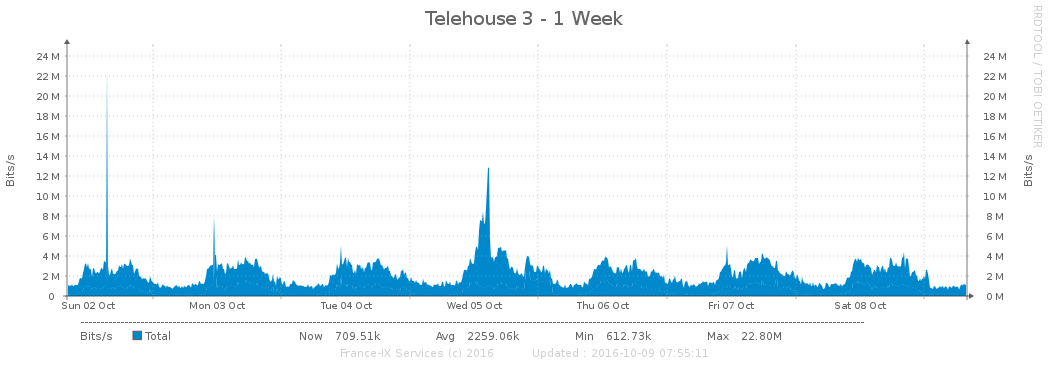 Telehouse 3 - 1 Week
RRDTOOL / TOBI OETIKER
Bits/s
24 M 24 M
22 M 22 M
20 M 20 M
18 M 18 M
16 M 16 M
14 M 14 M
12 M 12 M
10 M 10 M
8 M 8 M
6 M 6 M
4 M 4 M
2 M 2 M
0 0 M
Bits/s
Sun 02 Oct Mon 03 Oct Tue 04 Oct Wed 05 Oct Thu 06 Oct Fri 07 Oct Sat 08 Oct
Bits/s Total Now 709.51k Avg 2259.06k Min 612.73k Max 22.80M
France-IX Services (c) 2016 Updated : 2016-10-09 07:55:11